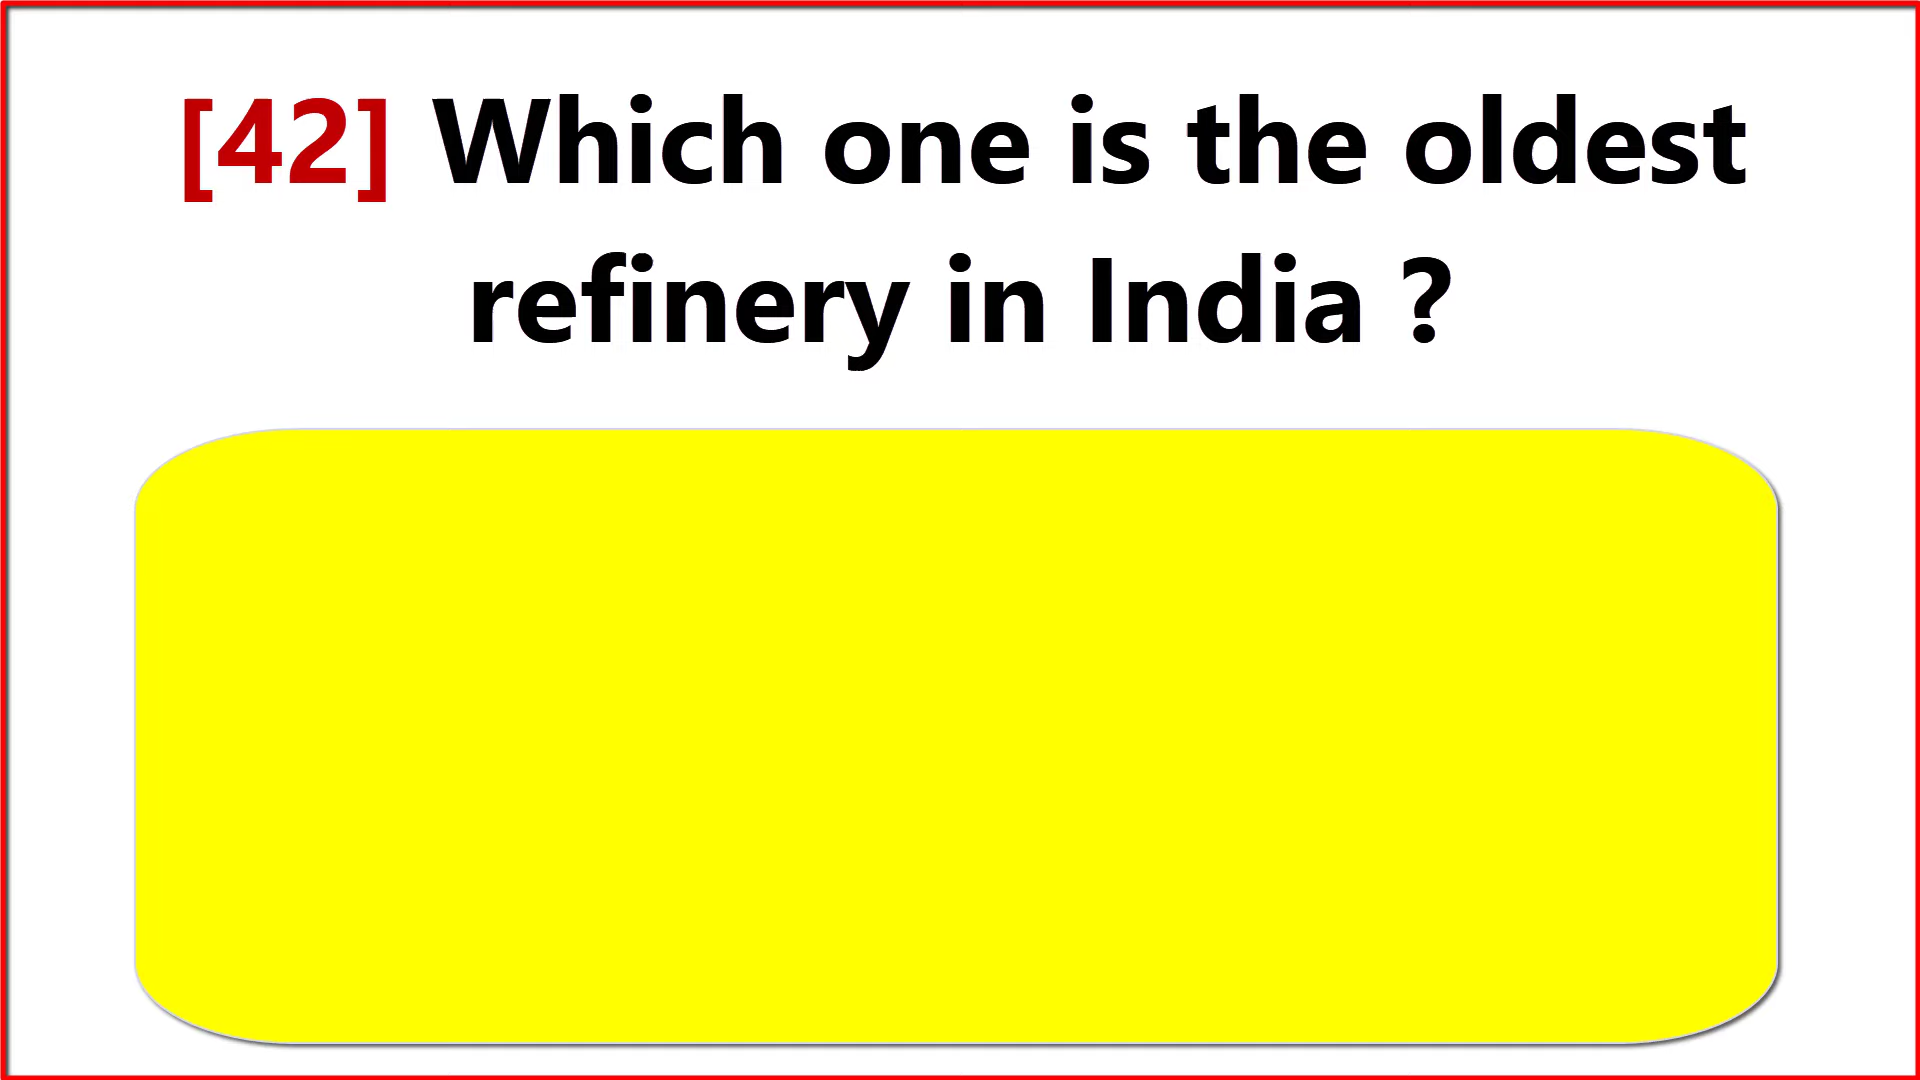 [42] Which one is the oldest
refinery in India ?